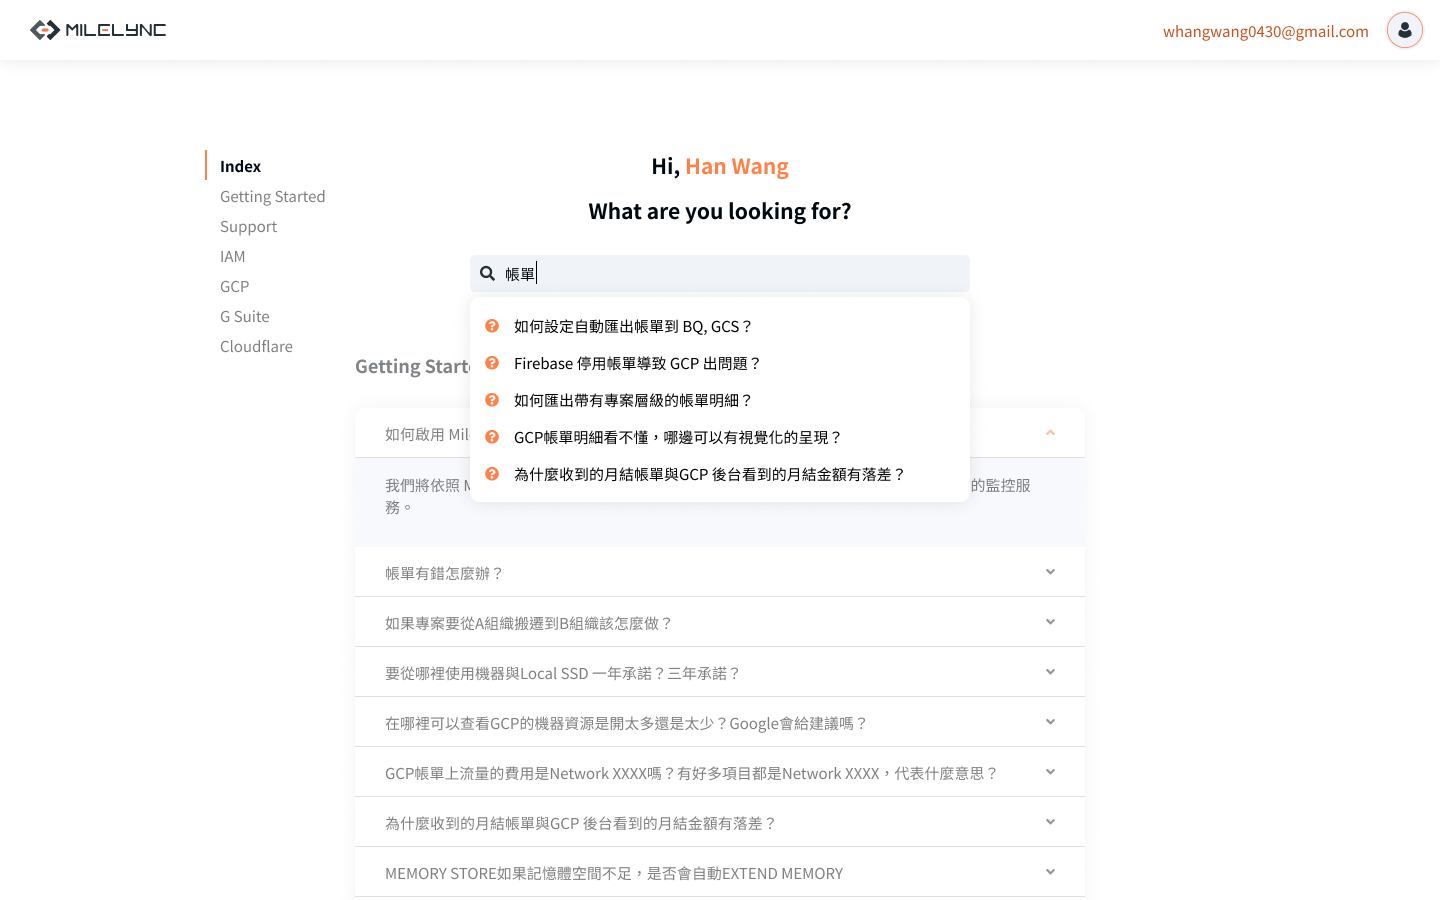 MILELYNC
whangwang0430@gmail.com
Index
Getting Started
Support
IAM
GCP
G Suite
Cloudflare
Hi, Han Wang
What are you looking for?
帳單
如何設定自動匯出帳單到 BQ, GCS？
Firebase 停用帳單導致 GCP 出問題？
如何匯出帶有專案層級的帳單明細？
GCP帳單明細看不懂，哪邊可以有視覺化的呈現？
為什麼收到的月結帳單與GCP 後台看到的月結金額有落差？
Getting Starte
如何啟用 Mil
我們將依照 M
的監控服
務。
帳單有錯怎麼辦？
如果專案要從A組織搬遷到B組織該怎麼做？
要從哪裡使用機器與Local SSD 一年承諾？三年承諾？
在哪裡可以查看GCP的機器資源是開太多還是太少？Google會給建議嗎？
GCP帳單上流量的費用是Network XXXX嗎？有好多項目都是Network XXXX，代表什麼意思？
為什麼收到的月結帳單與GCP 後台看到的月結金額有落差？
MEMORY STORE如果記憶體空間不足，是否會自動EXTEND MEMORY